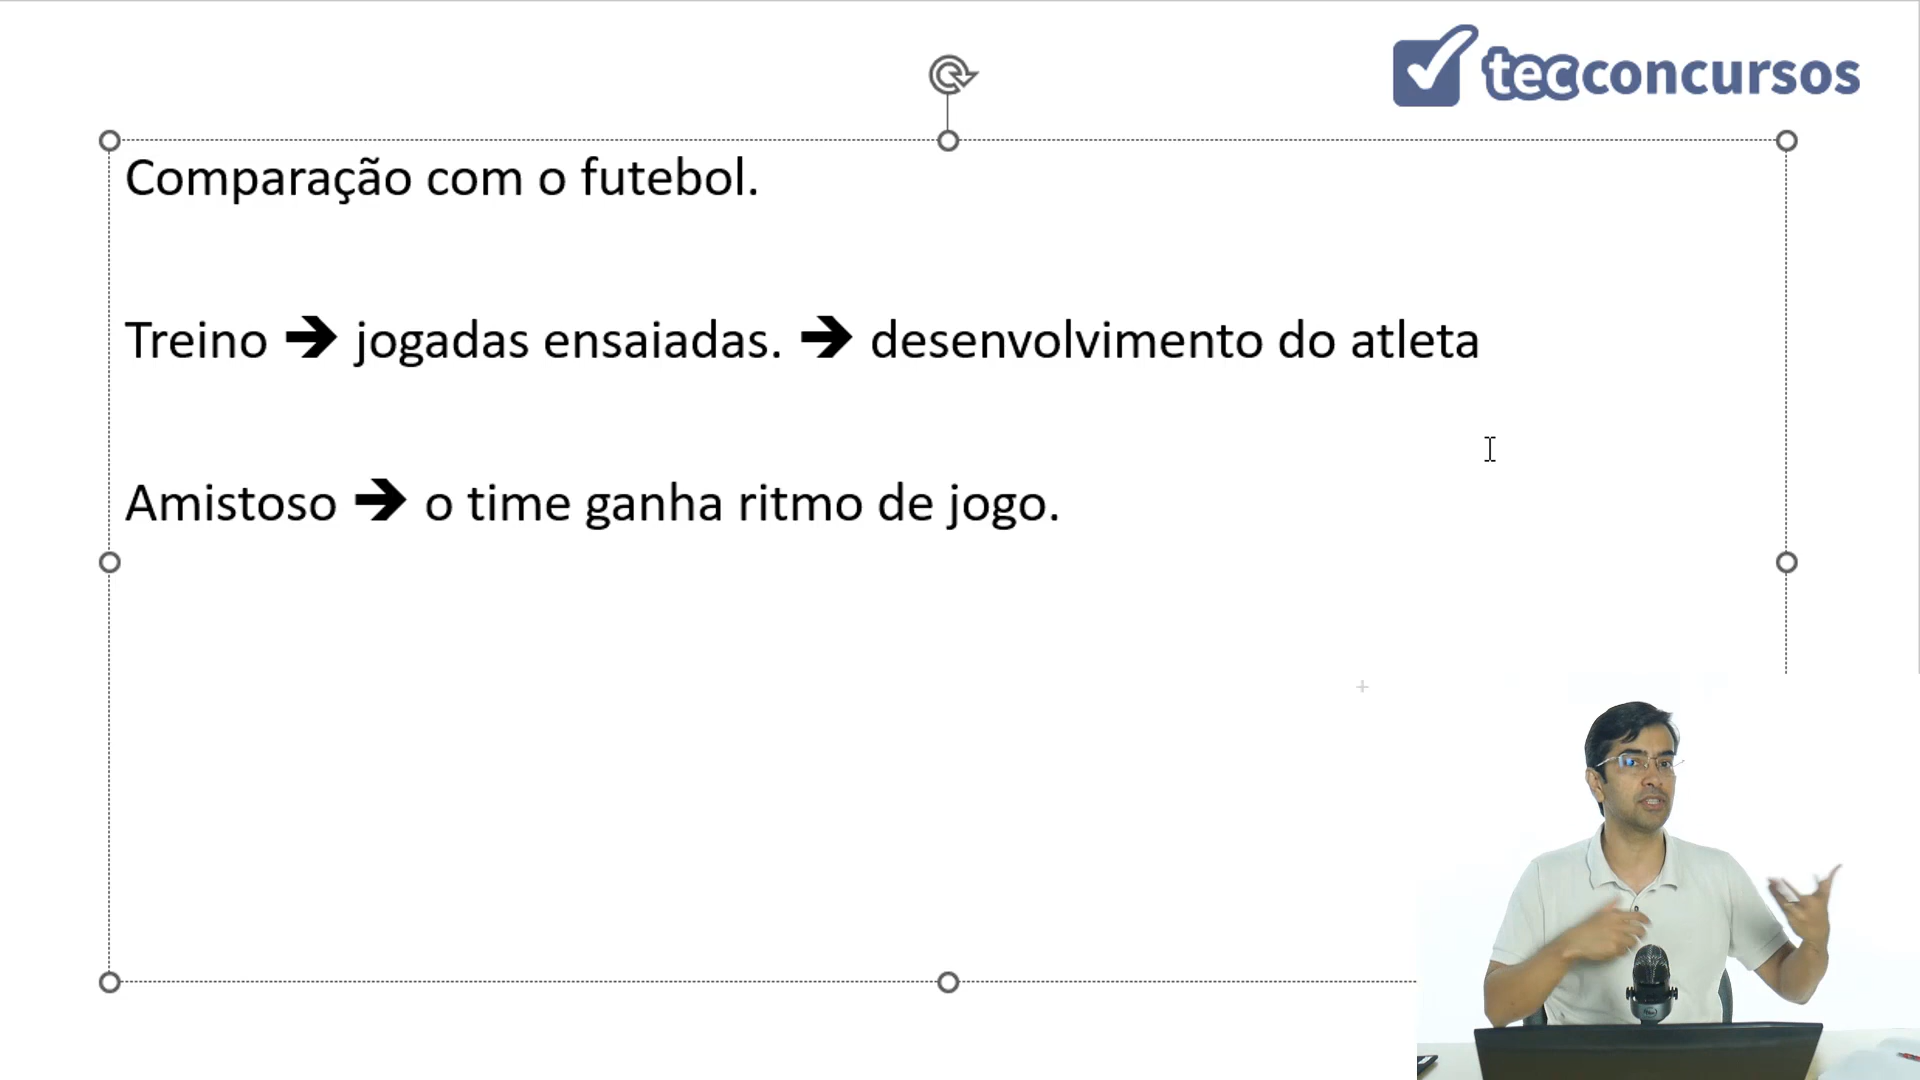 tecconcursos
Comparação com o futebol.
Treino ➔ jogadas ensaiadas. ➔ desenvolvimento do atleta
Amistoso ➔ o time ganha ritmo de jogo.